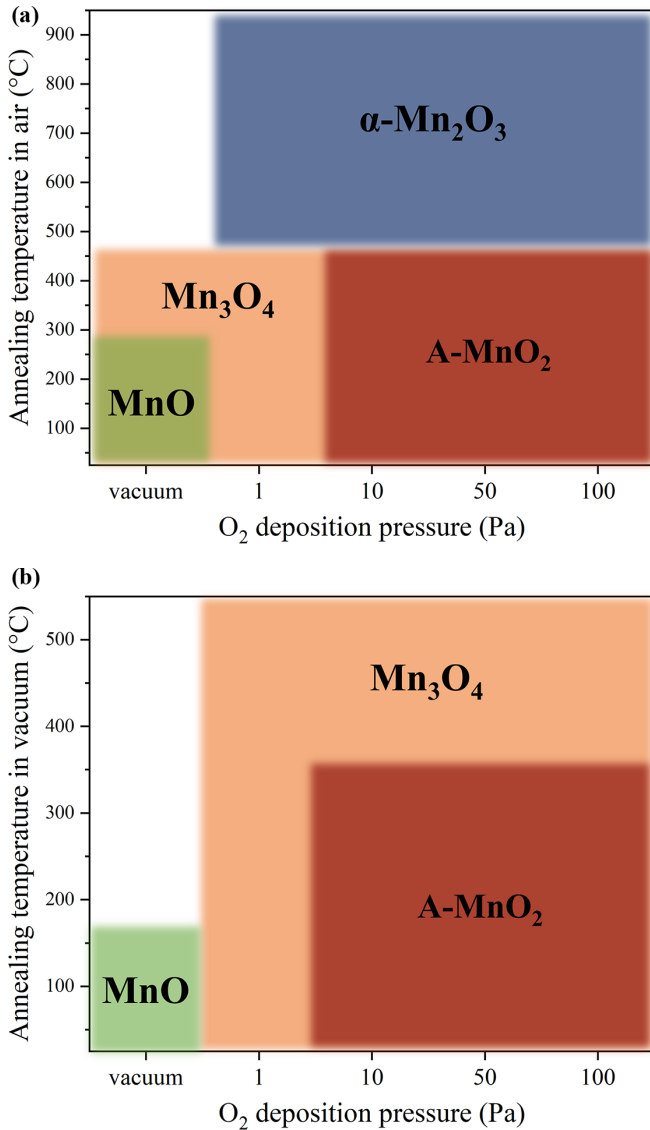 (a)
Annealing temperature in air (°C)
900
800
700
600
500
400
300
200
100
α-Mn₂O₃
Mn₃O₄
A-MnO₂
MnO
vacuum 1 10 50 100
O₂ deposition pressure (Pa)
(b)
Annealing temperature in vacuum (°C)
500
400
300
200
100
Mn₃O₄
A-MnO₂
MnO
vacuum 1 10 50 100
O₂ deposition pressure (Pa)